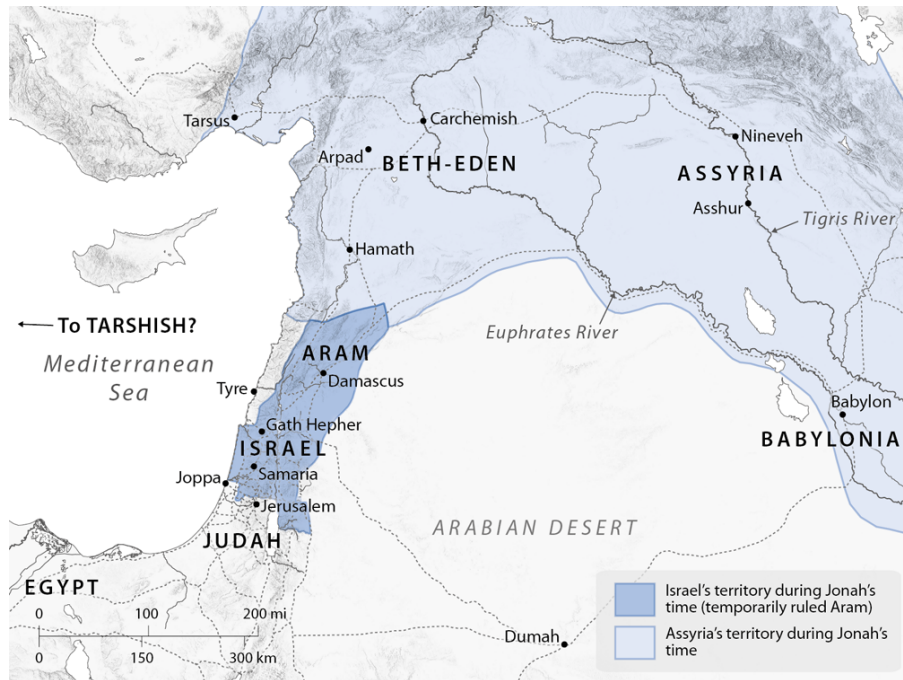 Tarsus
Carchemish
Nineveh
Arpad
BETH-EDEN
ASSYRIA
Asshur
Tigris River
Hamath
To TARSHISH?
Euphrates River
Mediterranean
Sea
ARAM
Damascus
Tyre
Babylon
Gath Hepher
BABYLONIA
ISRAEL
Samaria
Joppa
Jerusalem
ARABIAN DESERT
JUDAH
EGYPT
0 100 200 mi
0 150 300 km
Dumah
Israel's territory during Jonah's
time (temporarily ruled Aram)
Assyria's territory during Jonah's
time